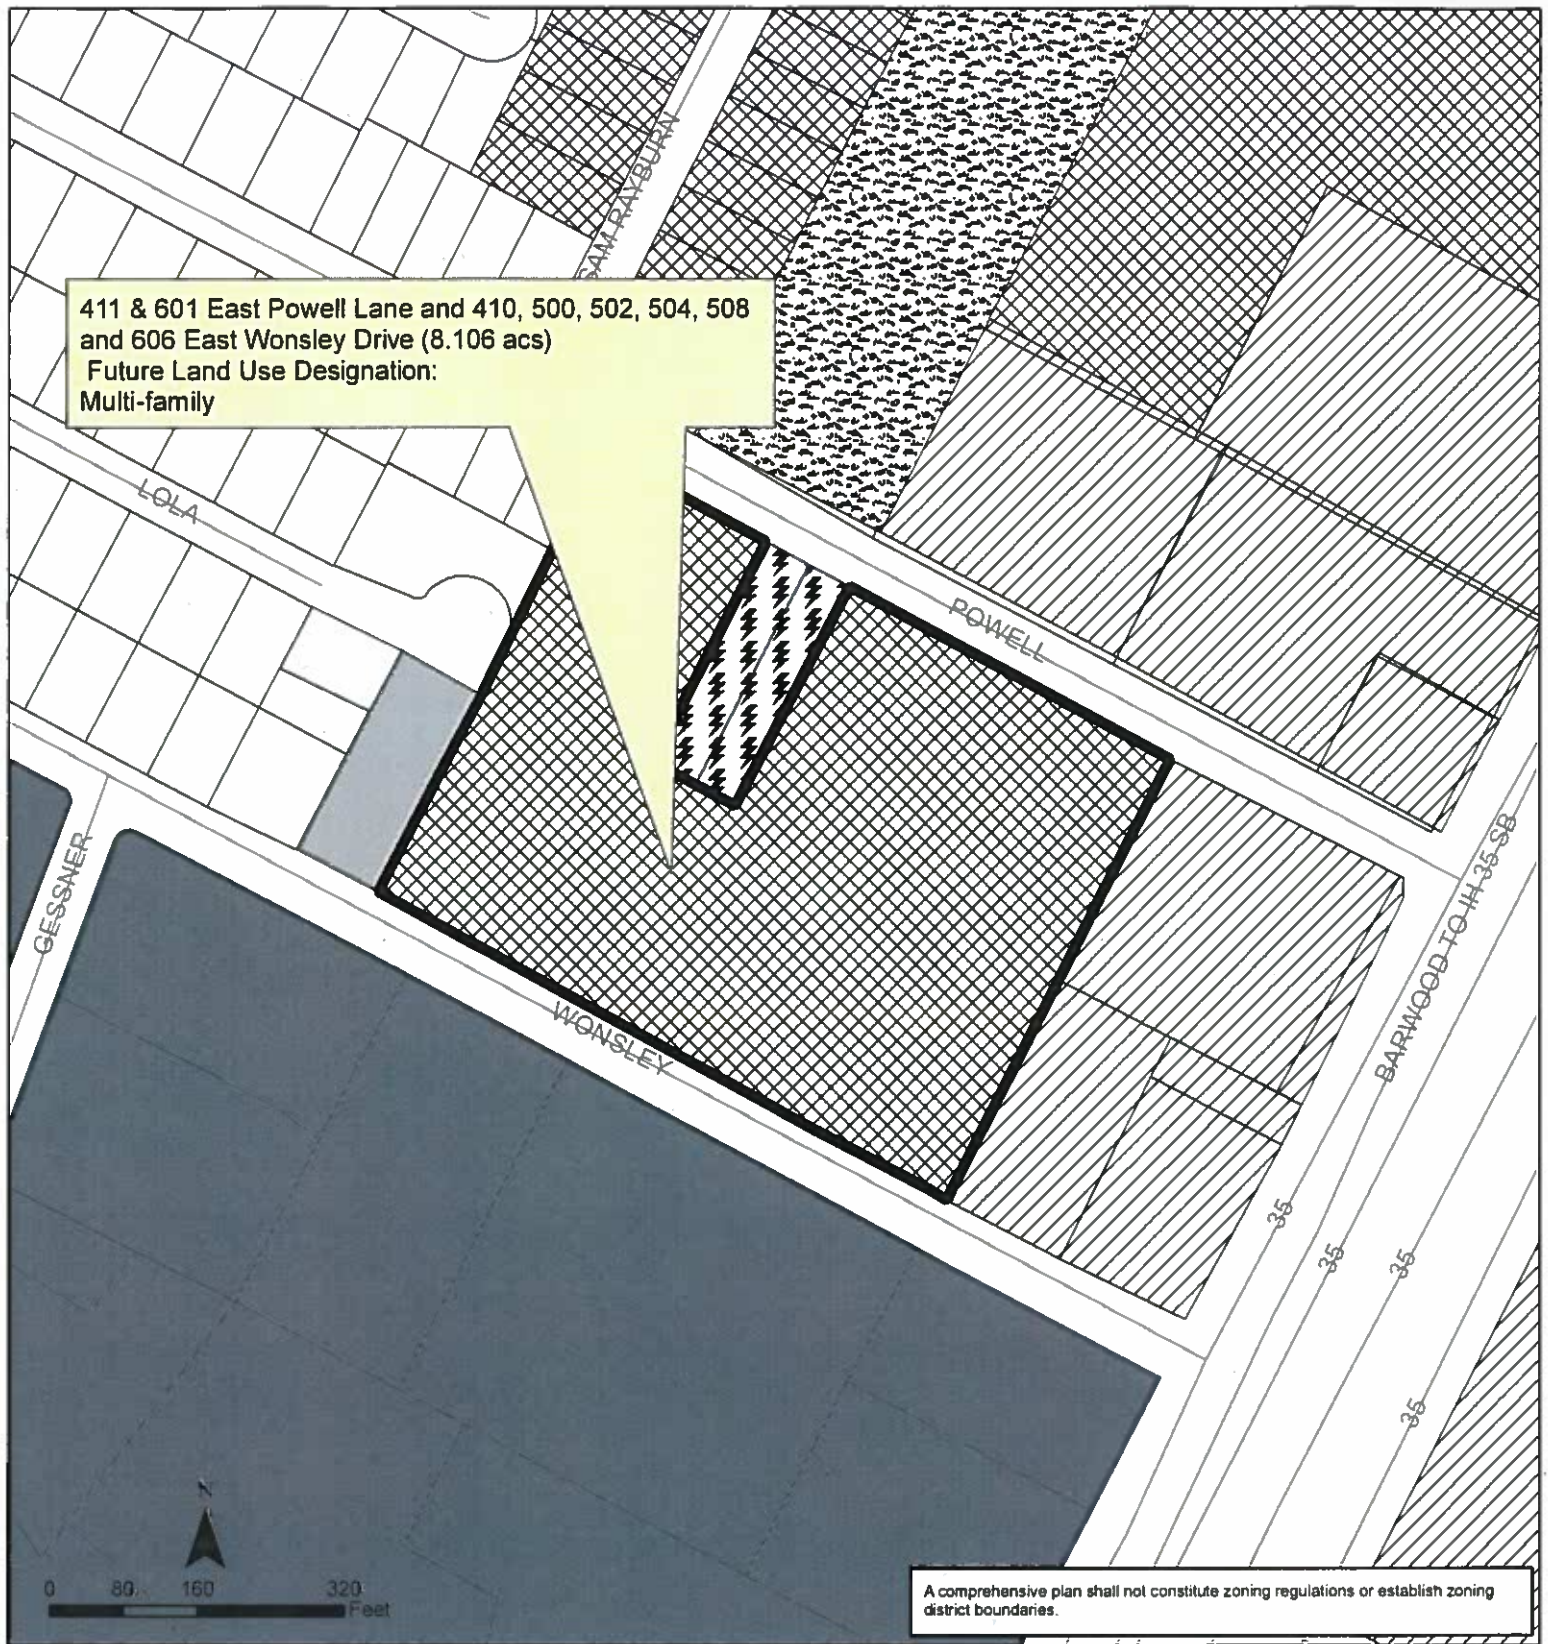 SAM RAYBURN
411 & 601 East Powell Lane and 410, 500, 502, 504, 508
and 606 East Wonsley Drive (8.106 acs)
Future Land Use Designation:
Multi-family
LOLA
POWELL
GESSNER
BARWOOD TO IH 35 SB
WONSLEY
35
35
35
35
N
0 80 160 320
Feet
A comprehensive plan shall not constitute zoning regulations or establish zoning
district boundaries.